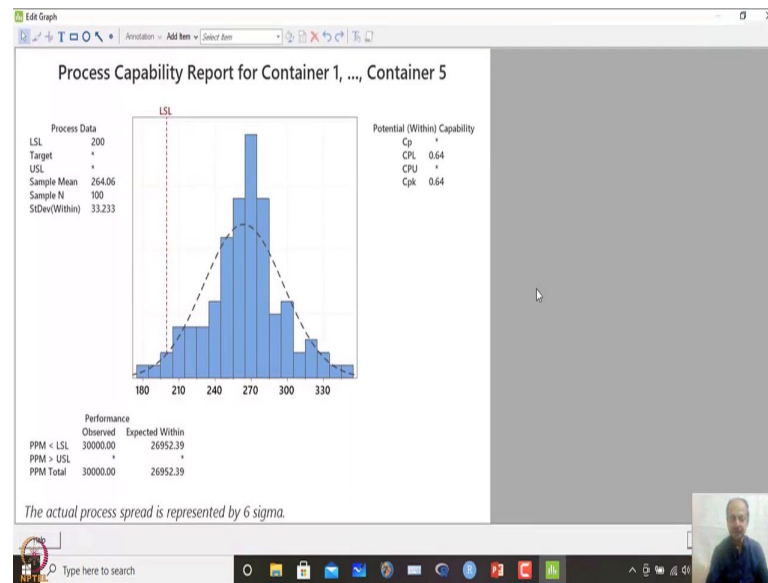 Edit Graph
T Annotation Add Item Select Item
Process Capability Report for Container 1, ..., Container 5
LSL
Process Data
LSL 200
Target *
USL *
Sample Mean 264.06
Sample N 100
StDev(Within) 33.233
Potential (Within) Capability
Cp *
CPL 0.64
CPU *
Cpk 0.64
180 210 240 270 300 330
Performance
Observed Expected Within
PPM < LSL 30000.00 26952.39
PPM > USL * *
PPM Total 30000.00 26952.39
The actual process spread is represented by 6 sigma.
Help
NPTEL
Type here to search